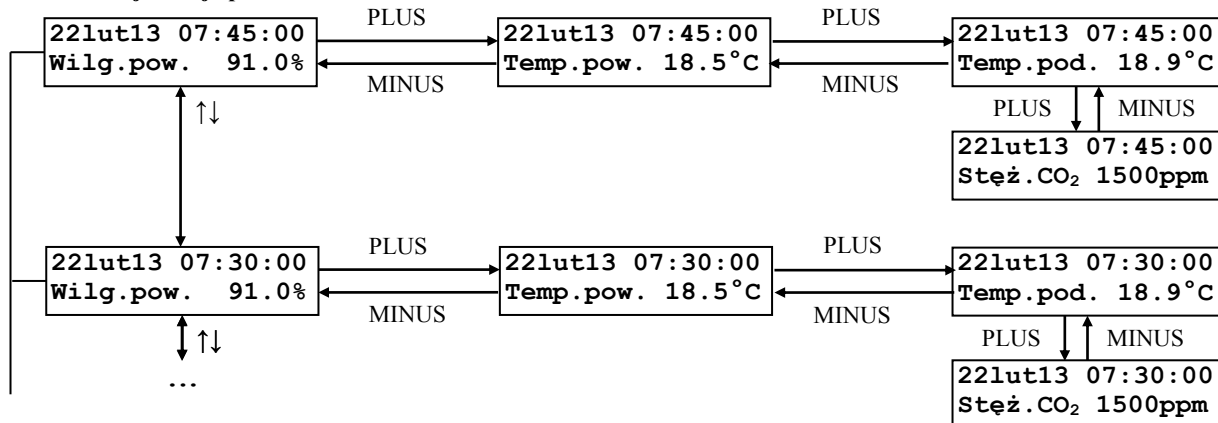 PLUS
PLUS
22lut13 07:45:00
Wilg.pow. 91.0%
22lut13 07:45:00
Temp.pow. 18.5°C
22lut13 07:45:00
Temp.pod. 18.9°C
MINUS
MINUS
↑↓
PLUS
MINUS
22lut13 07:45:00
Stęż.CO₂ 1500ppm
PLUS
PLUS
22lut13 07:30:00
Wilg.pow. 91.0%
22lut13 07:30:00
Temp.pow. 18.5°C
22lut13 07:30:00
Temp.pod. 18.9°C
MINUS
MINUS
↑↓
PLUS
MINUS
...
22lut13 07:30:00
Stęż.CO₂ 1500ppm